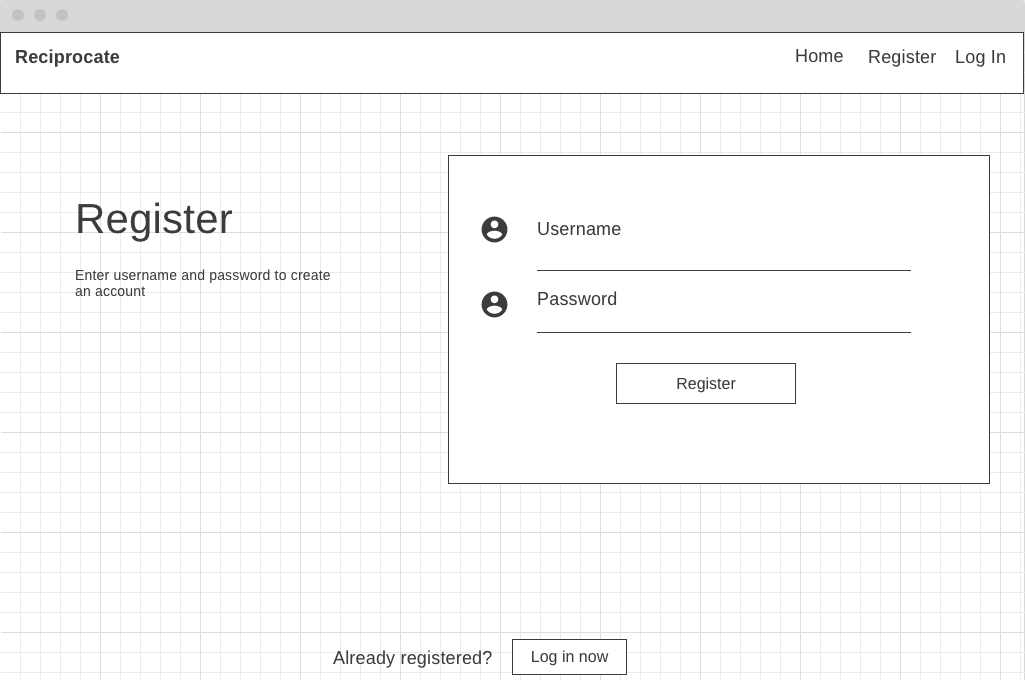 Reciprocate
Home
Register
Log In
Register
Enter username and password to create
an account
Username
Password
Register
Already registered?
Log in now